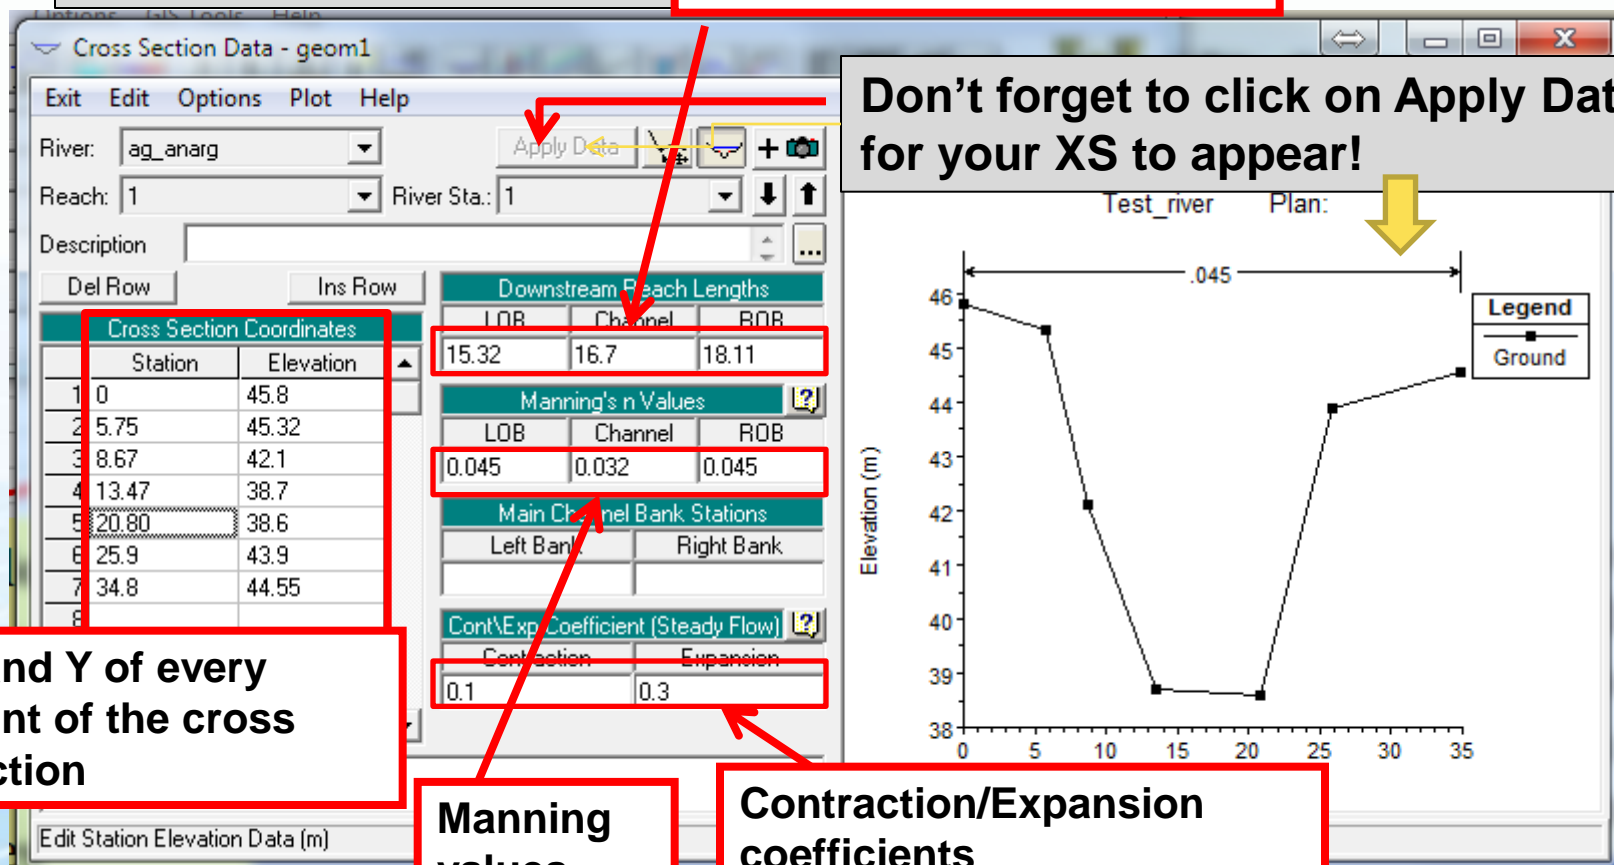 Options GIS Tools Help
Cross Section Data - geom1
Exit Edit Options Plot Help
Don't forget to click on Apply Dat
for your XS to appear!
River: ag_anarg
Apply Data
Reach: 1
River Sta.: 1
Description
...
Del Row Ins Row
Cross Section Coordinates
Station Elevation
1 0 45.8
2 5.75 45.32
3 8.67 42.1
4 13.47 38.7
5 20.80 38.6
6 25.9 43.9
7 34.8 44.55
8
Downstream Reach Lengths
LOB Channel ROB
15.32 16.7 18.11
Manning's n Values
LOB Channel ROB
0.045 0.032 0.045
Main Channel Bank Stations
Left Bank Right Bank
Cont\Exp Coefficient (Steady Flow)
Contraction Expansion
0.1 0.3
Test_river Plan:
.045
Legend
Ground
Elevation (m)
46
45
44
43
42
41
40
39
38
0 5 10 15 20 25 30 35
nd Y of every
nt of the cross
ction
Manning
values
Contraction/Expansion
coefficients
Edit Station Elevation Data (m)